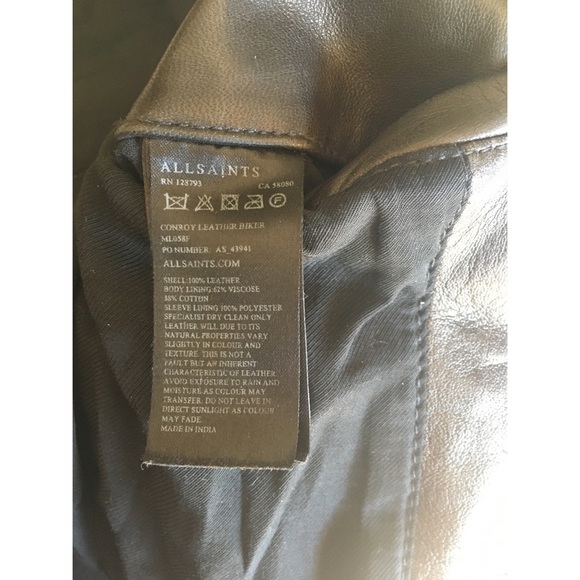 ALLSAINTS
RN 128793 CA 58080
CONROY LEATHER BIKER
ML058F
PO NUMBER: AS_43941
ALLSAINTS.COM
SHELL:100% LEATHER
BODY LINING 62% VISCOSE
38% COTTON
SLEEVE LINING 100% POLYESTER
SPECIALIST DRY CLEAN ONLY
LEATHER WILL DUE TO ITS
NATURAL PROPERTIES VARY
SLIGHTLY IN COLOUR AND
TEXTURE. THIS IS NOT A
FAULT BUT AN INHERENT
CHARACTERISTIC OF LEATHER.
AVOID EXPOSURE TO RAIN AND
MOISTURE AS COLOUR MAY
TRANSFER. DO NOT LEAVE IN
DIRECT SUNLIGHT AS COLOUR
MAY FADE.
MADE IN INDIA